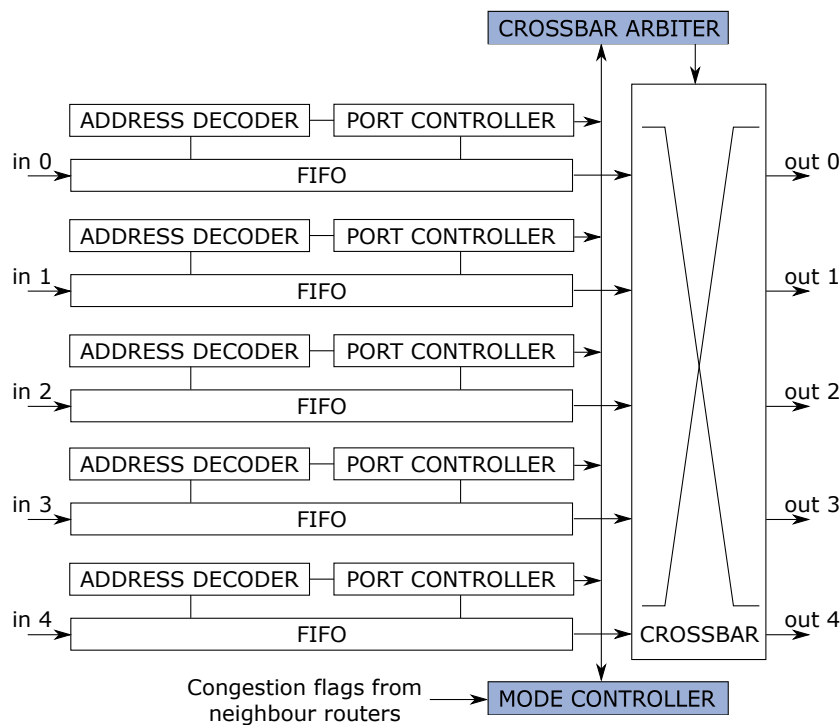 CROSSBAR ARBITER
ADDRESS DECODER
PORT CONTROLLER
in 0
FIFO
out 0
ADDRESS DECODER
PORT CONTROLLER
in 1
FIFO
out 1
ADDRESS DECODER
PORT CONTROLLER
in 2
FIFO
out 2
ADDRESS DECODER
PORT CONTROLLER
in 3
FIFO
out 3
ADDRESS DECODER
PORT CONTROLLER
in 4
FIFO
out 4
CROSSBAR
Congestion flags from
neighbour routers
MODE CONTROLLER